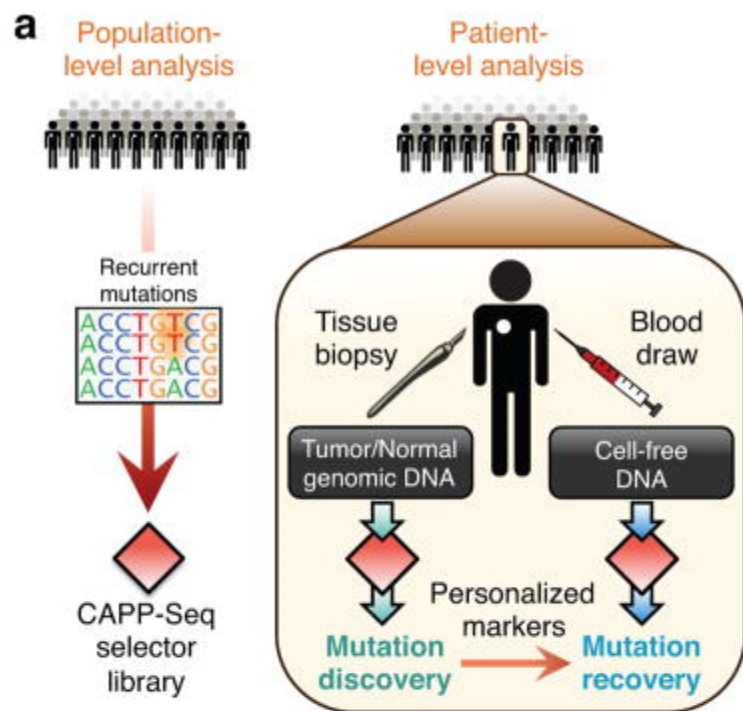 a
Population-
level analysis
Recurrent
mutations
ACCTGTCG
ACCTGTCG
ACCTGACG
ACCTGACG
CAPP-Seq
selector
library
Patient-
level analysis
Tissue
biopsy
Blood
draw
Tumor/Normal
genomic DNA
Cell-free
DNA
Personalized
markers
Mutation
discovery
Mutation
recovery